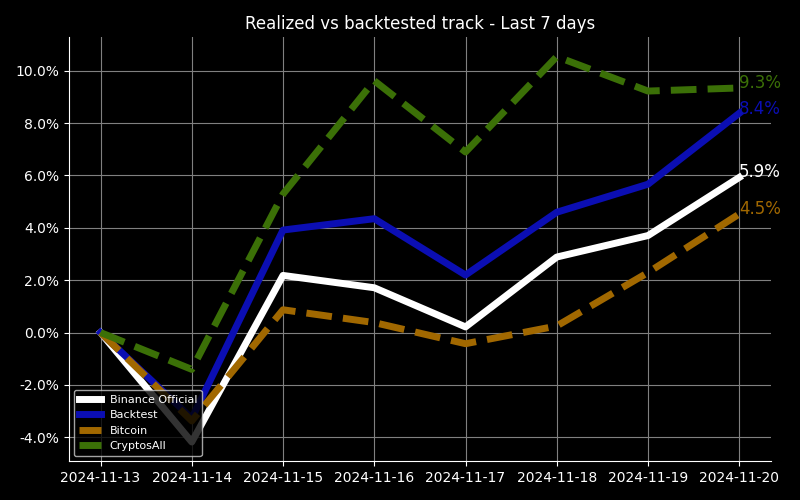 Realized vs backtested track - Last 7 days
10.0%
8.0%
6.0%
4.0%
2.0%
0.0%
-2.0%
-4.0%
9.3%
8.4%
5.9%
4.5%
Binance Official
Backtest
Bitcoin
CryptosAll
2024-11-13 2024-11-14 2024-11-15 2024-11-16 2024-11-17 2024-11-18 2024-11-19 2024-11-20